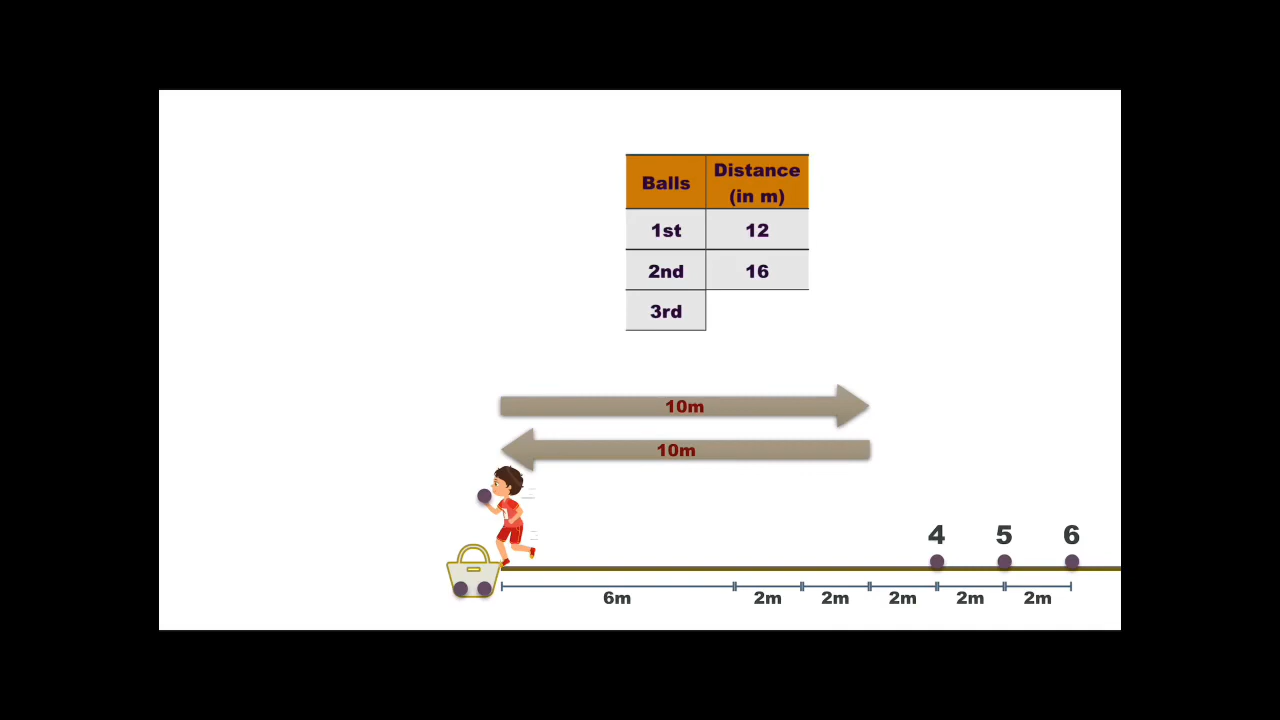 Balls
Distance
(in m)
1st
12
2nd
16
3rd
10m
10m
4 5 6
6m 2m 2m 2m 2m 2m